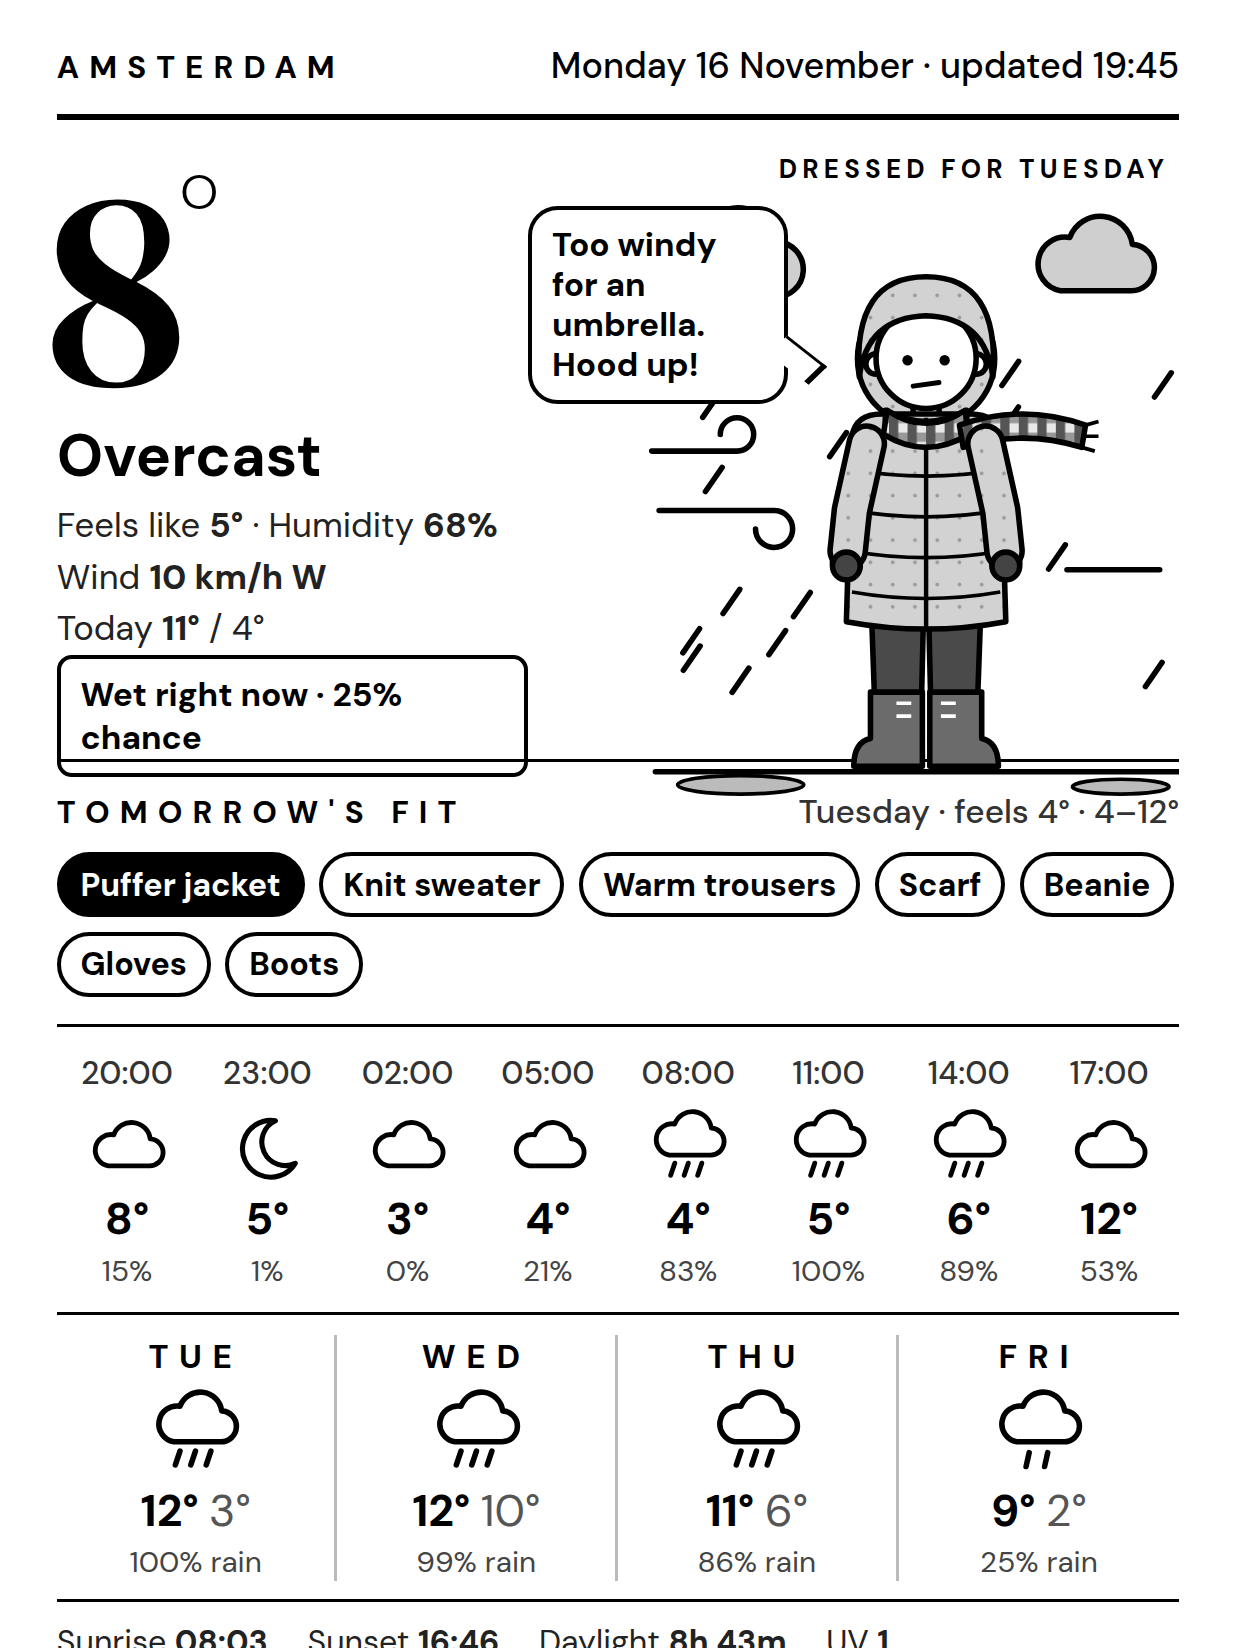 AMSTERDAM
Monday 16 November · updated 19:45
DRESSED FOR TUESDAY
8°
Too windy
for an
umbrella.
Hood up!
Overcast
Feels like 5° · Humidity 68%
Wind 10 km/h W
Today 11° / 4°
Wet right now · 25%
chance
TOMORROW'S FIT
Tuesday · feels 4° · 4–12°
Puffer jacket Knit sweater Warm trousers Scarf Beanie
Gloves Boots
20:00 23:00 02:00 05:00 08:00 11:00 14:00 17:00
8° 5° 3° 4° 4° 5° 6° 12°
15% 1% 0% 21% 83% 100% 89% 53%
TUE WED THU FRI
12° 3° 12° 10° 11° 6° 9° 2°
100% rain 99% rain 86% rain 25% rain
Sunrise 08:03 Sunset 16:46 Daylight 8h 43m UV 1